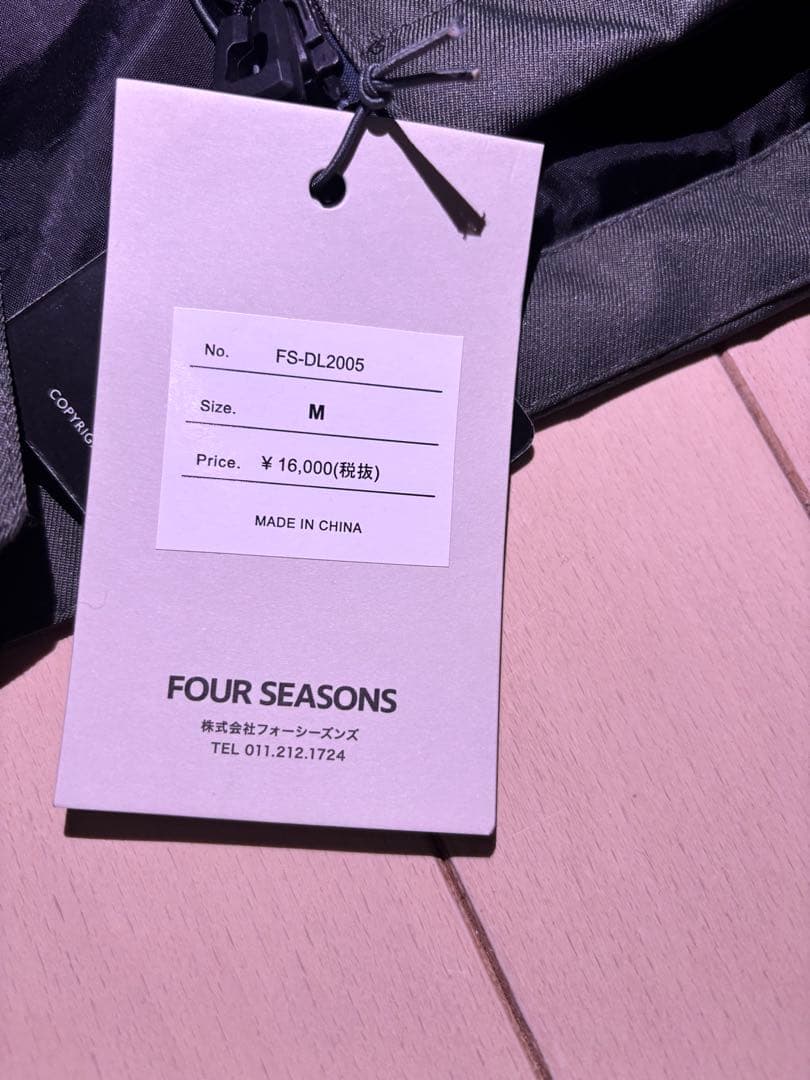 No. FS-DL2005
Size. M
Price. ¥ 16,000(税抜)
MADE IN CHINA
FOUR SEASONS
株式会社フォーシーズンズ
TEL 011.212.1724